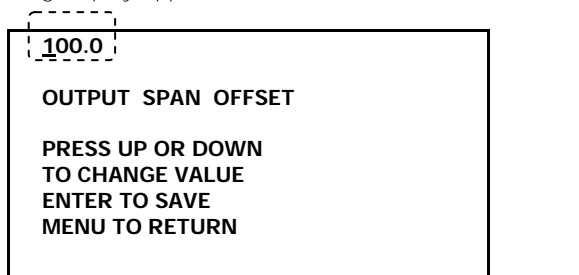 100.0
OUTPUT SPAN OFFSET
PRESS UP OR DOWN
TO CHANGE VALUE
ENTER TO SAVE
MENU TO RETURN